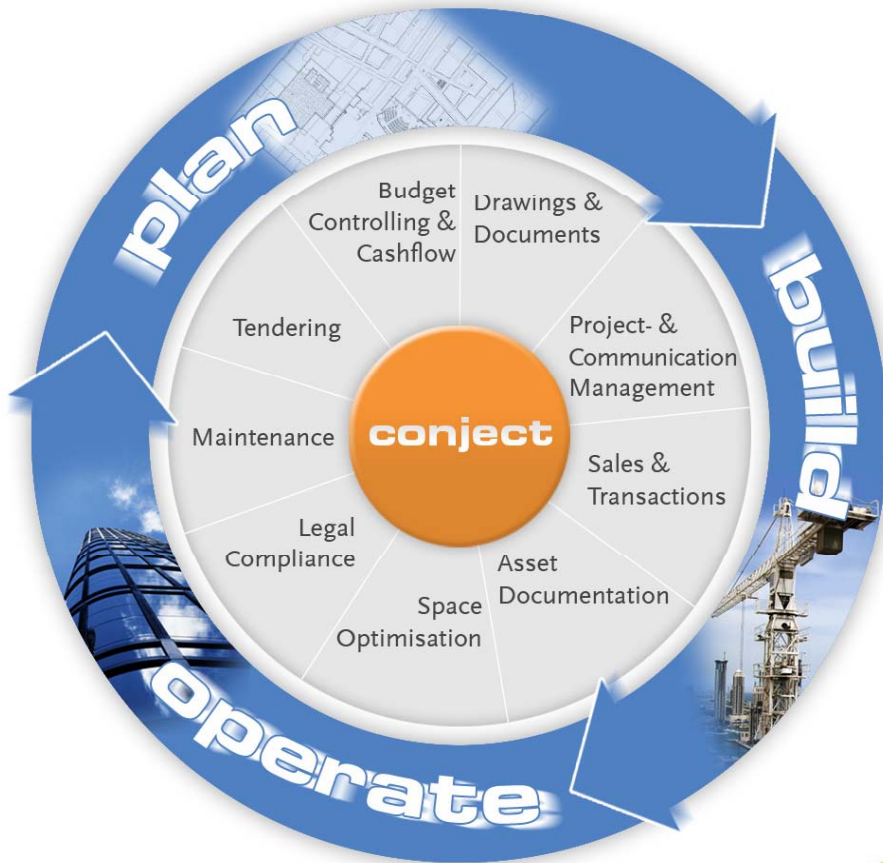 plan
build
operate
conject
Budget
Controlling &
Cashflow
Drawings &
Documents
Project- &
Communication
Management
Sales &
Transactions
Asset
Documentation
Space
Optimisation
Legal
Compliance
Maintenance
Tendering